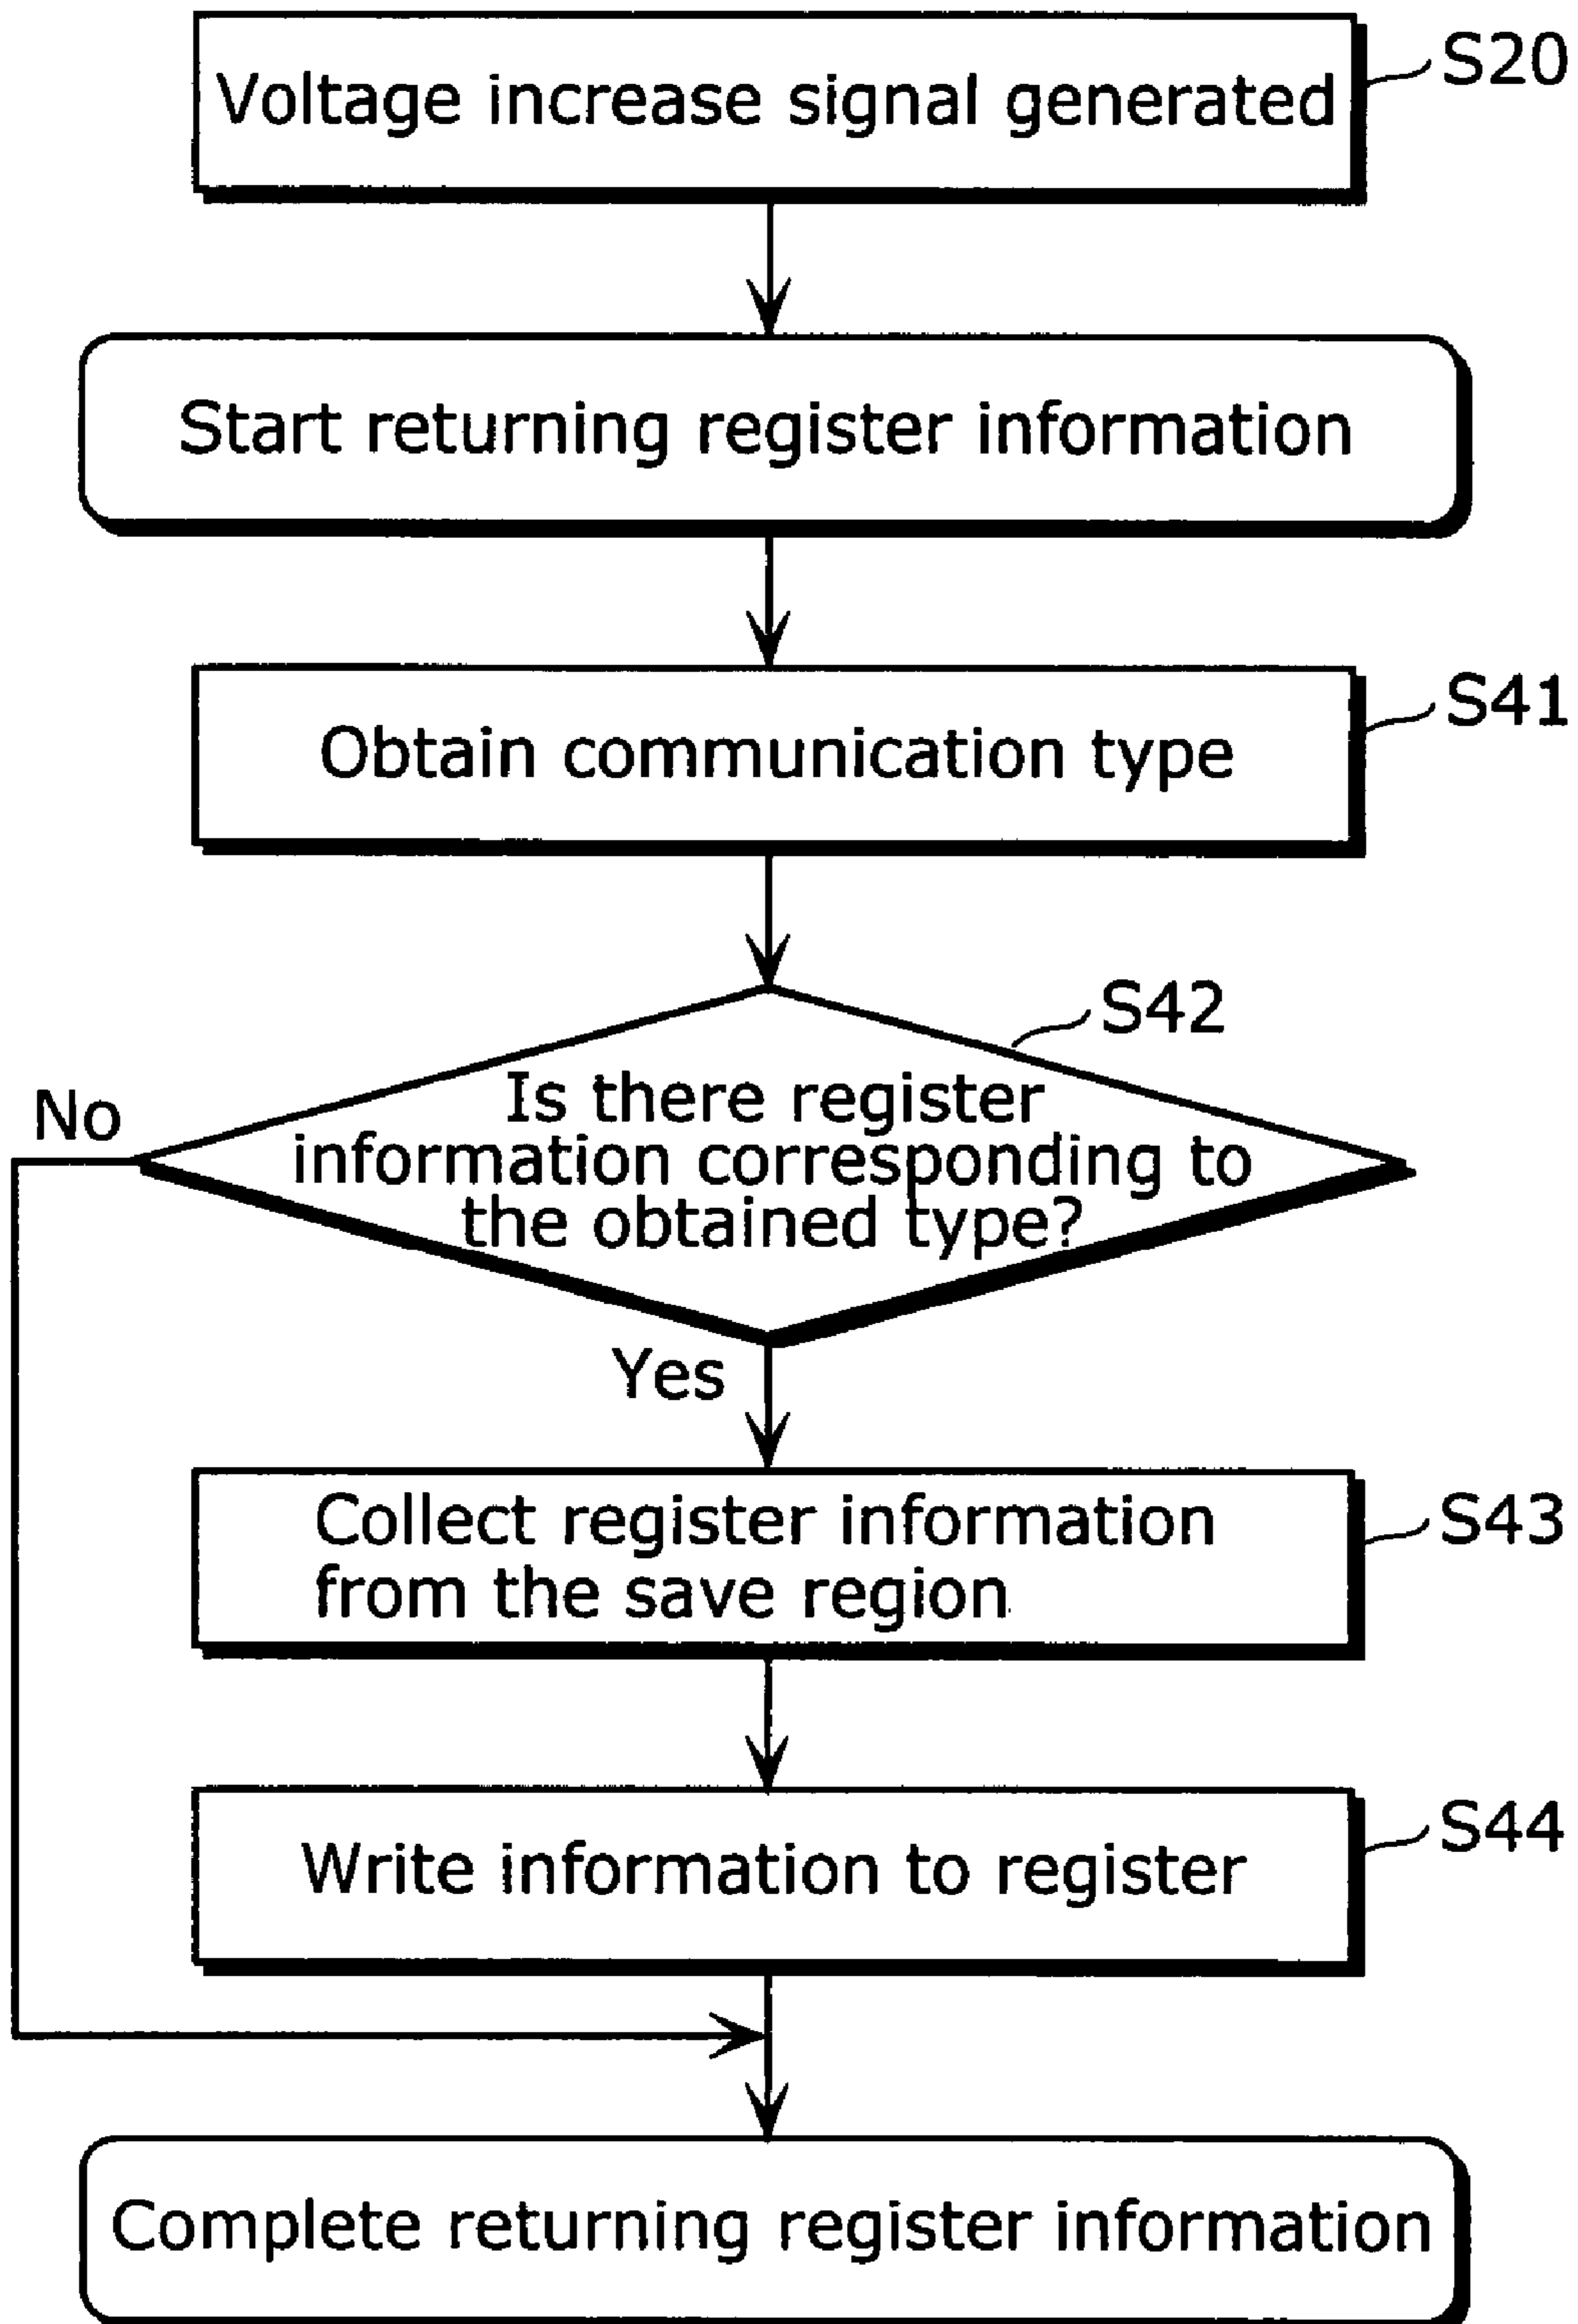 Voltage increase signal generated
S20
Start returning register information
Obtain communication type
S41
S42
Is there register
information corresponding to
the obtained type?
No
Yes
Collect register information
from the save region
S43
Write information to register
S44
Complete returning register information